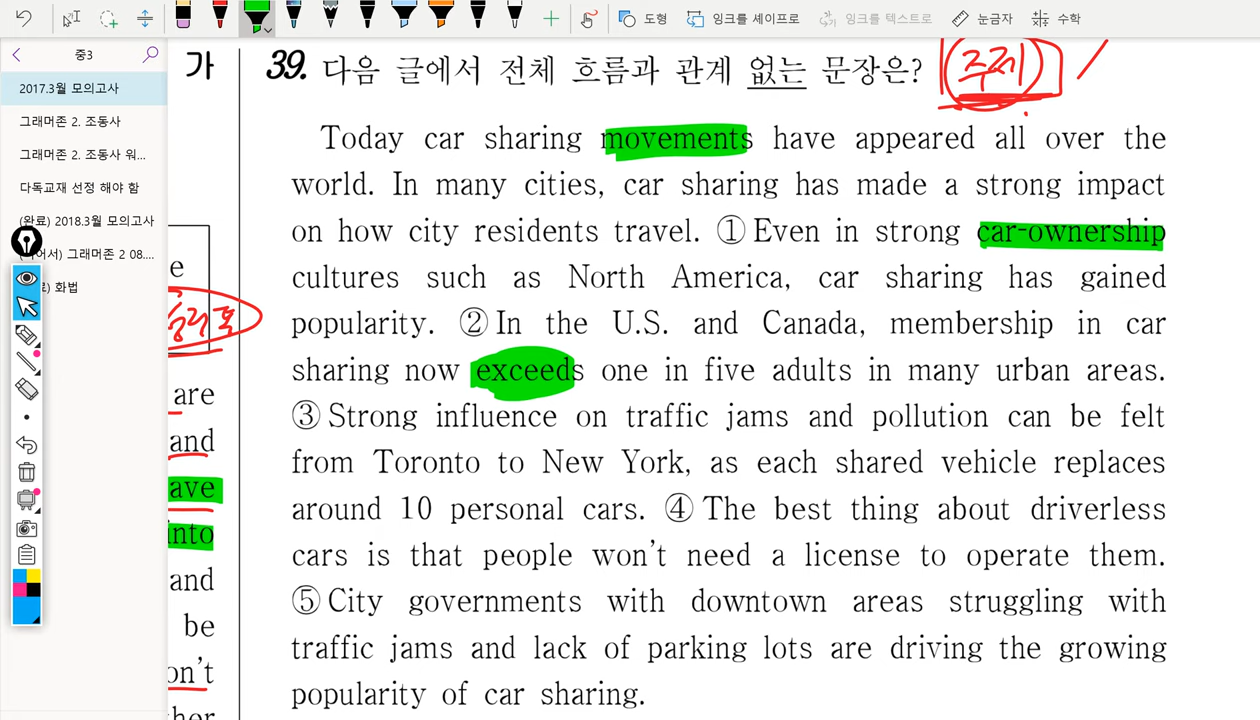 도형
잉크를 셰이프로
잉크를 텍스트로
눈금자
수학
중3
2017.3월 모의고사
그래머존 2. 조동사
그래머존 2. 조동사 워...
다독교재 선정 해야 함
(완료) 2018.3월 모의고사
어서) 그래머존 2 08....
) 화법
가
e
are
and
ave
into
and
be
on't
her
39. 다음 글에서 전체 흐름과 관계 없는 문장은? (주제)
Today car sharing movements have appeared all over the
world. In many cities, car sharing has made a strong impact
on how city residents travel. ① Even in strong car-ownership
cultures such as North America, car sharing has gained
popularity. ② In the U.S. and Canada, membership in car
sharing now exceeds one in five adults in many urban areas.
③ Strong influence on traffic jams and pollution can be felt
from Toronto to New York, as each shared vehicle replaces
around 10 personal cars. ④ The best thing about driverless
cars is that people won't need a license to operate them.
⑤ City governments with downtown areas struggling with
traffic jams and lack of parking lots are driving the growing
popularity of car sharing.